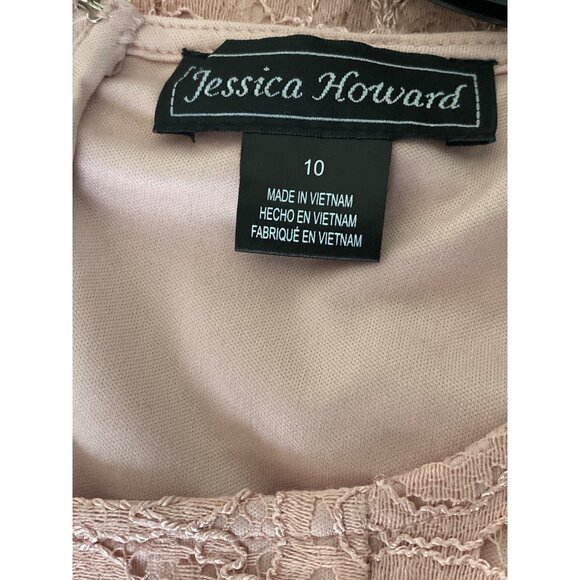 Jessica Howard
10
MADE IN VIETNAM
HECHO EN VIETNAM
FABRIQUÉ EN VIETNAM